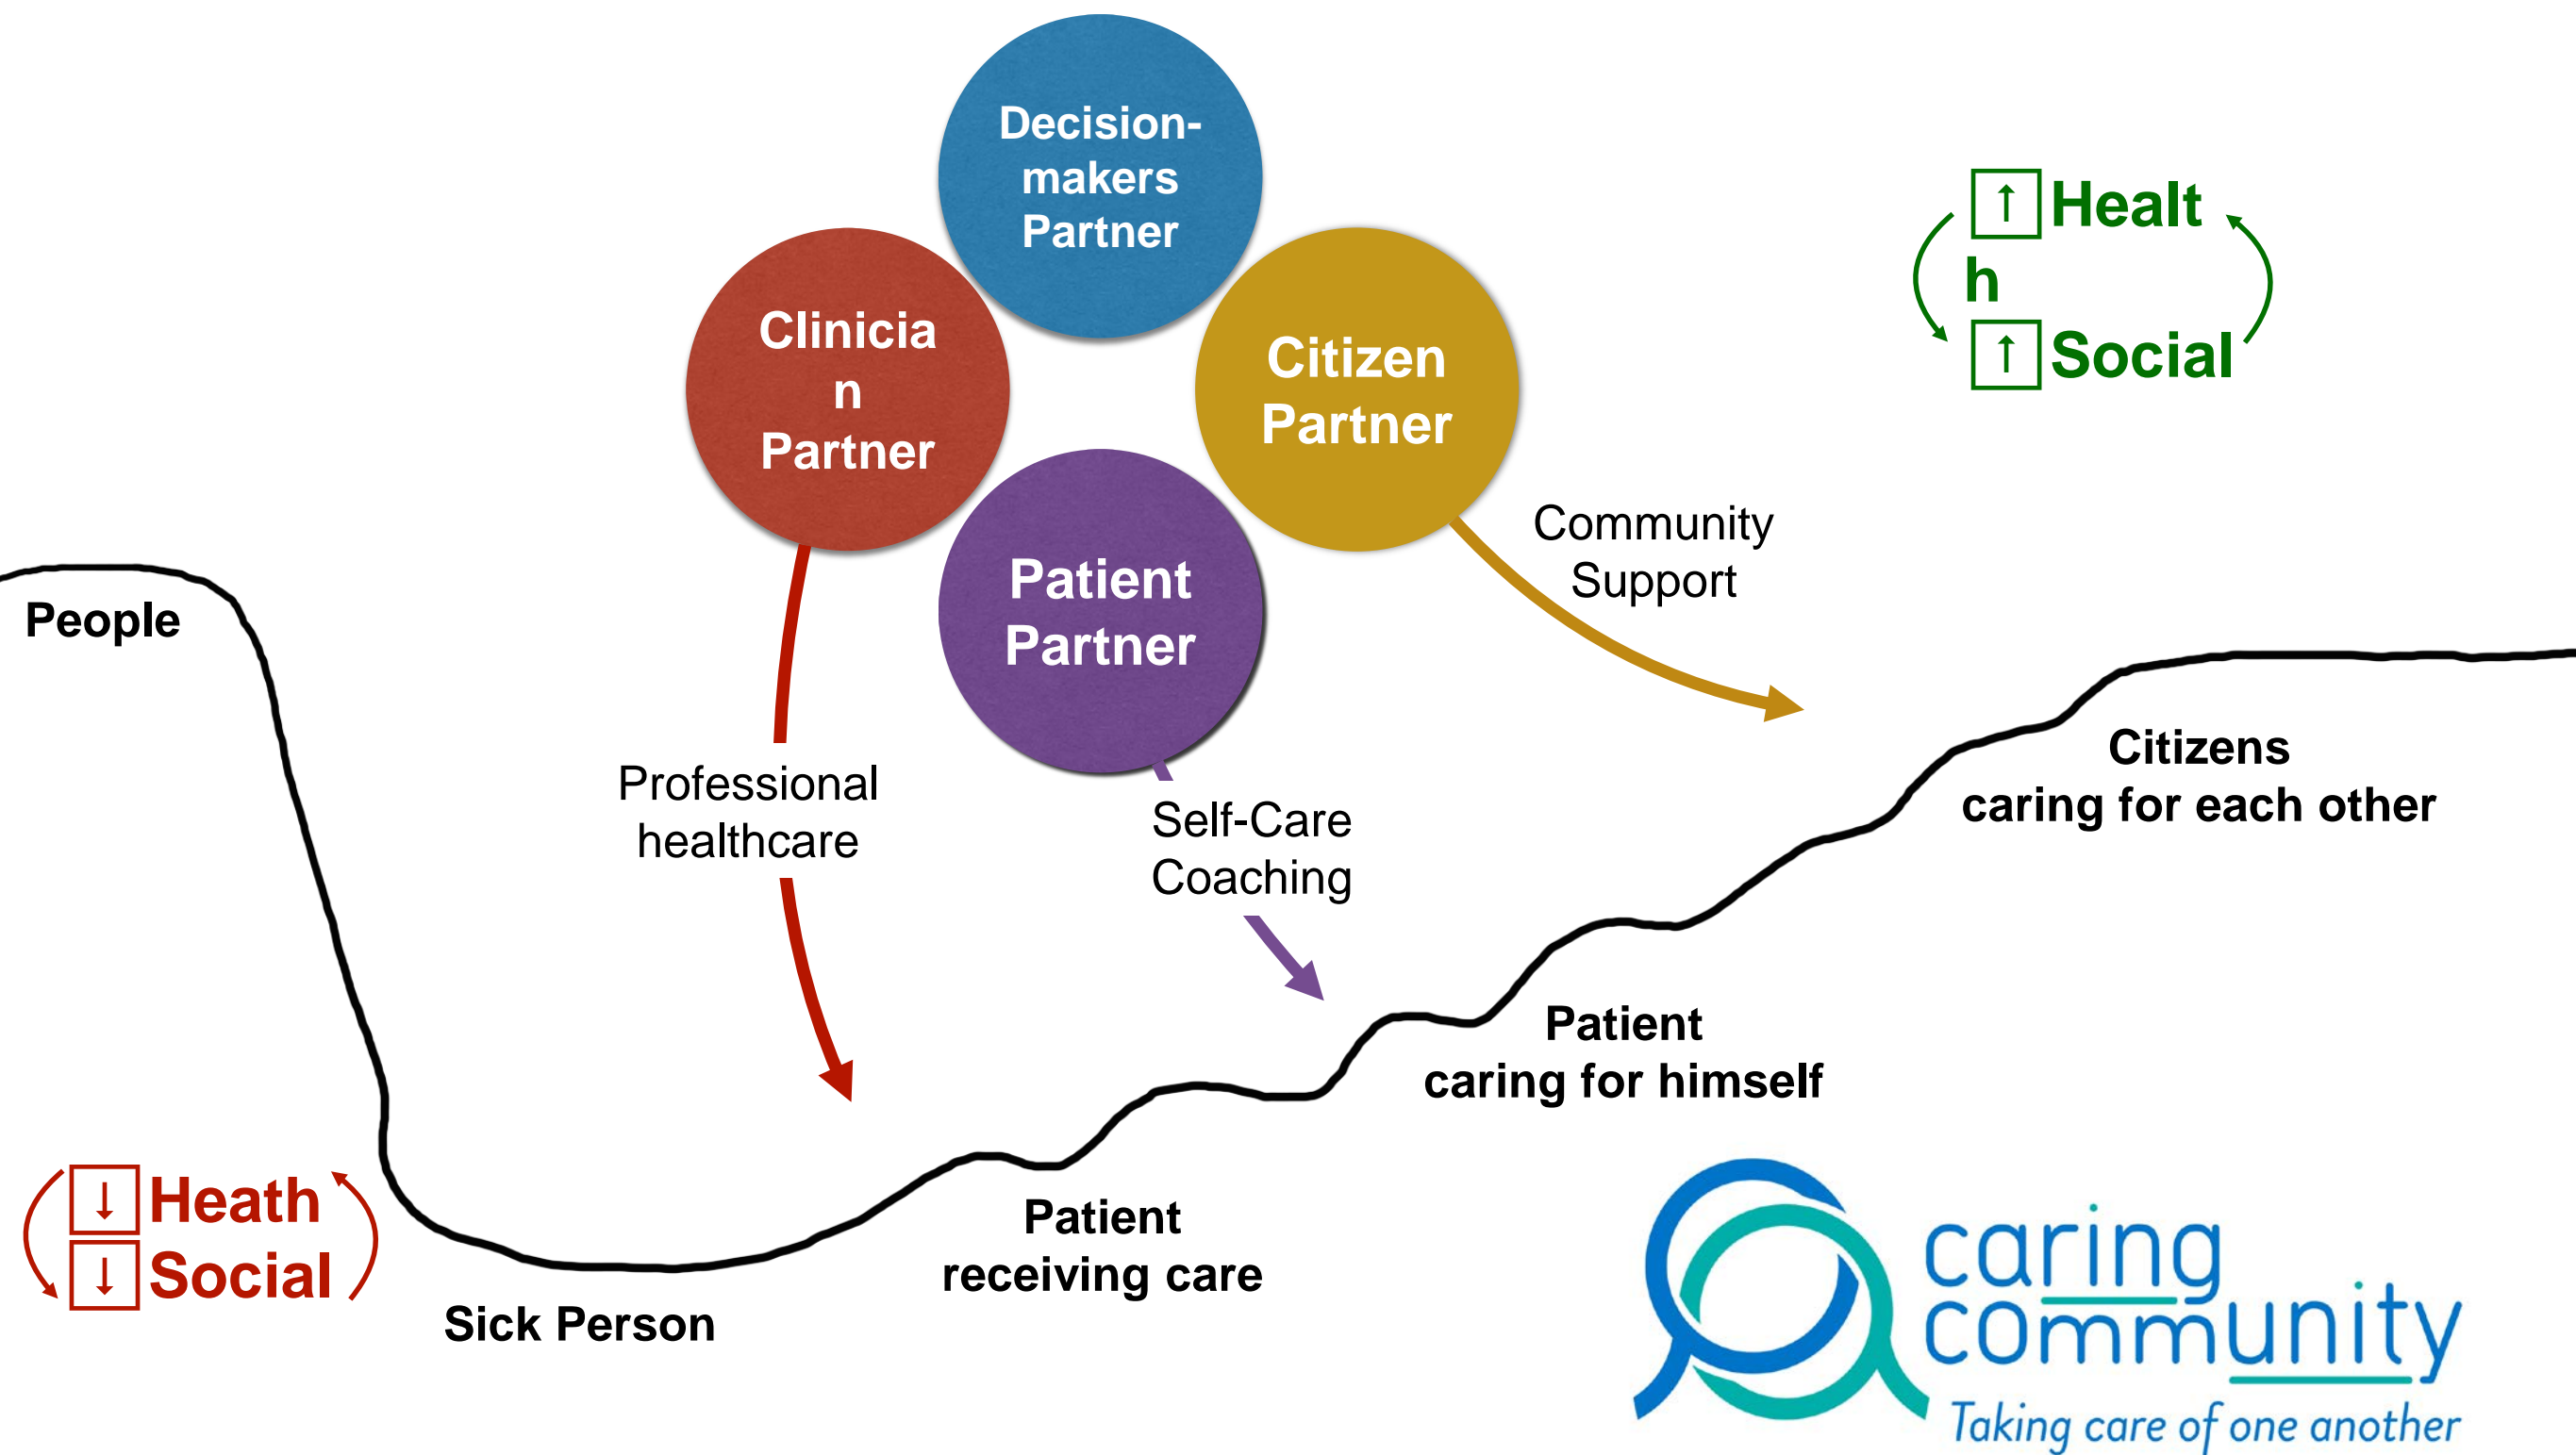 Decision-
makers
Partner
Clinicia
n
Partner
Citizen
Partner
Patient
Partner
↑ Healt
h
↑ Social
Community
Support
People
Professional
healthcare
Self-Care
Coaching
Citizens
caring for each other
Patient
caring for himself
Patient
receiving care
↓ Heath
↓ Social
Sick Person
caring
community
Taking care of one another